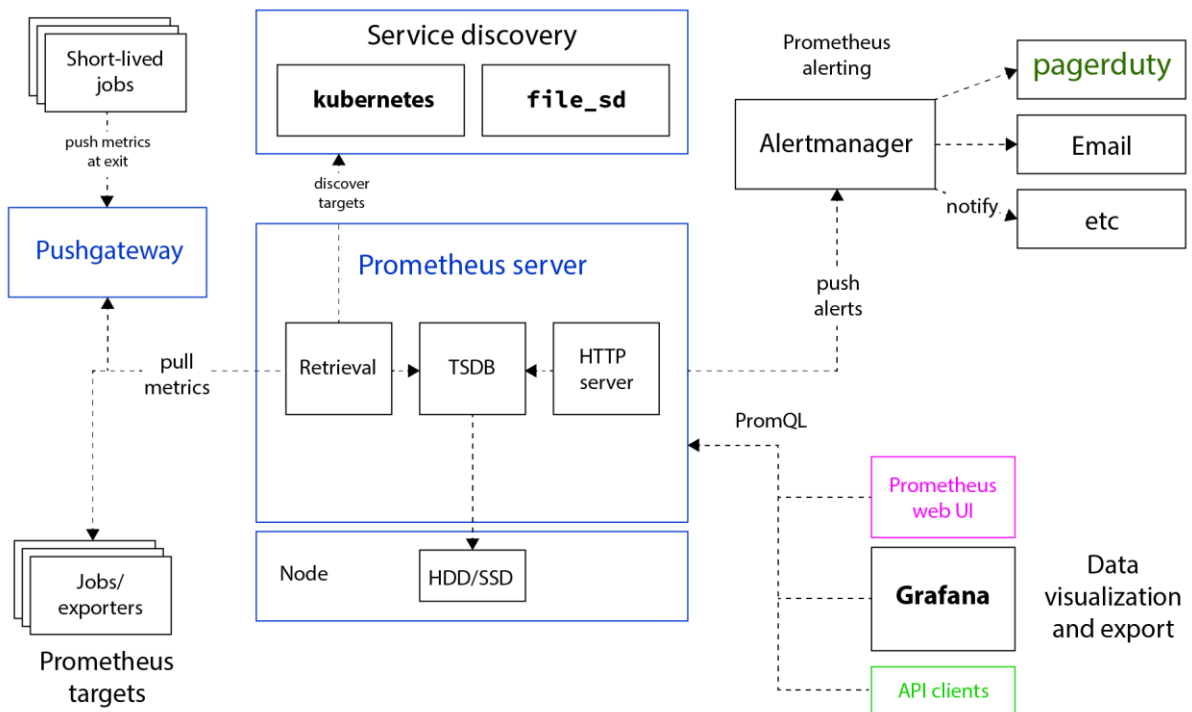 Short-lived
jobs
push metrics
at exit
Pushgateway
pull
metrics
Jobs/
exporters
Prometheus
targets
Service discovery
kubernetes
file_sd
discover
targets
Prometheus server
Retrieval
TSDB
HTTP
server
Node
HDD/SSD
Prometheus
alerting
Alertmanager
pagerduty
Email
notify
etc
push
alerts
PromQL
Prometheus
web UI
Grafana
API clients
Data
visualization
and export